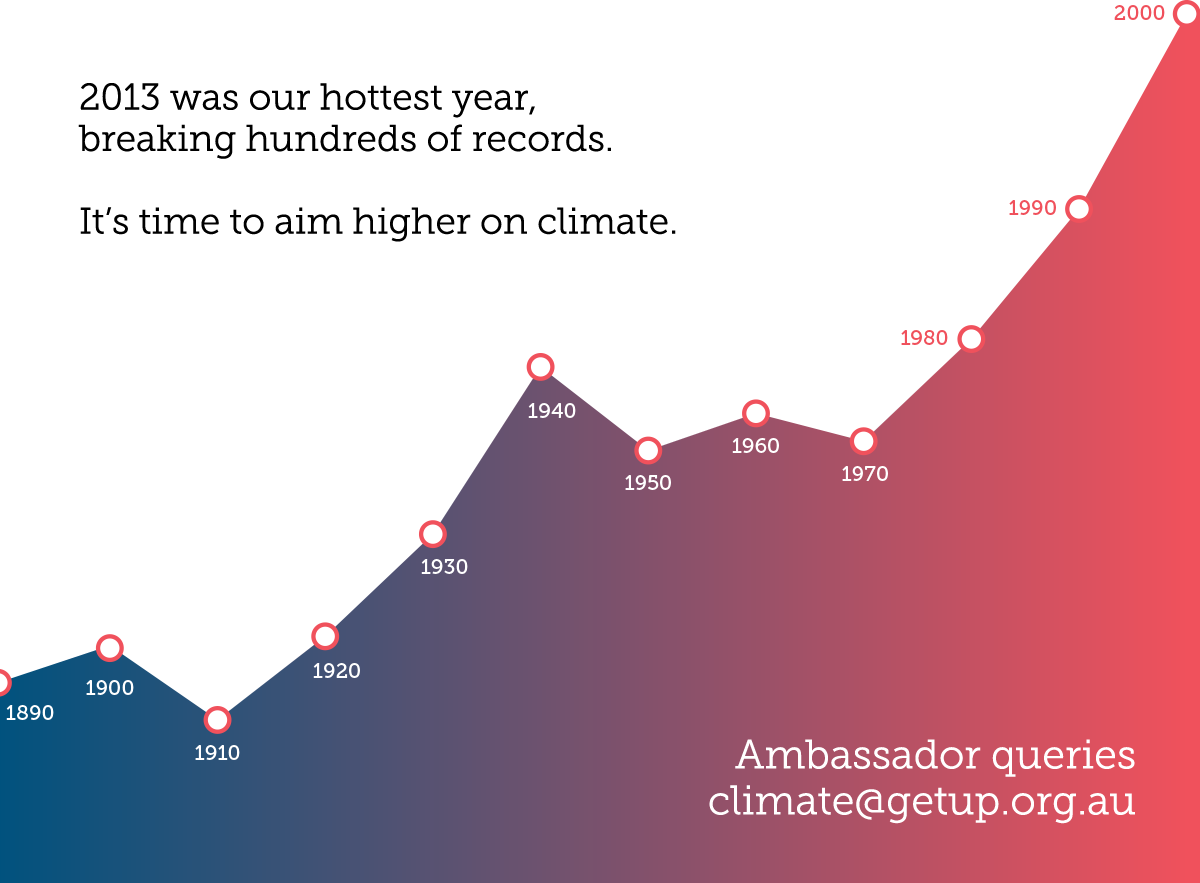 2000
2013 was our hottest year,
breaking hundreds of records.
1990
It’s time to aim higher on climate.
1980
1940
1960
1970
1950
1930
1920
1900
1890
1910
Ambassador queries
climate@getup.org.au